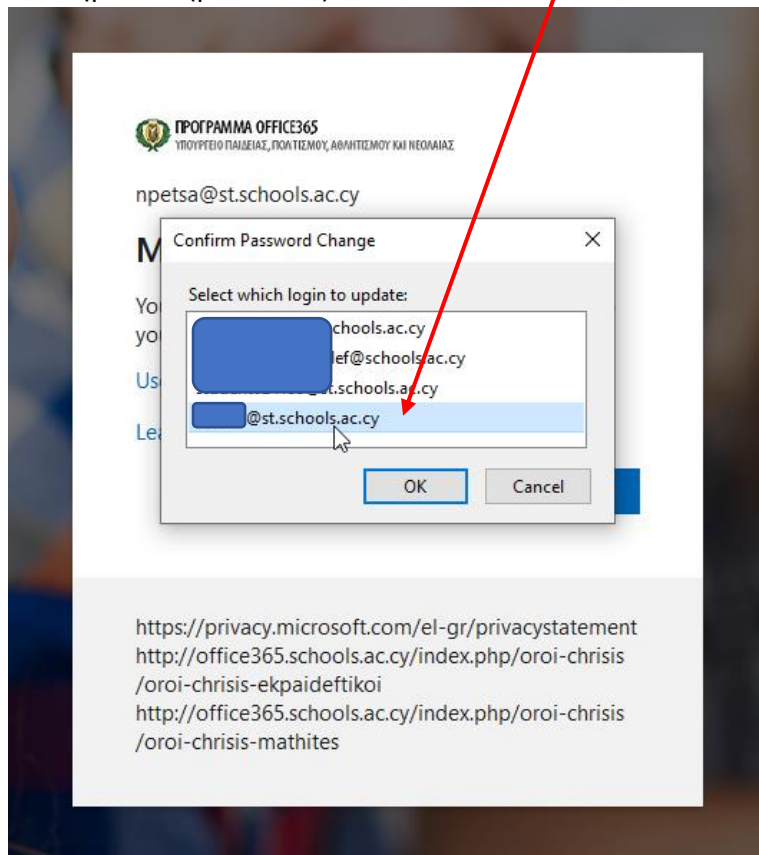 ΠΡΟΓΡΑΜΜΑ OFFICE365
ΥΠΟΥΡΓΕΙΟ ΠΑΙΔΕΙΑΣ, ΠΟΛΙΤΙΣΜΟΥ, ΑΘΛΗΤΙΣΜΟΥ ΚΑΙ ΝΕΟΛΑΙΑΣ
npetsa@st.schools.ac.cy
Confirm Password Change
Select which login to update:
chools.ac.cy
lef@schools.ac.cy
t.schools.ac.cy
@st.schools.ac.cy
OK Cancel
https://privacy.microsoft.com/el-gr/privacystatement
http://office365.schools.ac.cy/index.php/oroi-chrisis
/oroi-chrisis-ekpaideftikoi
http://office365.schools.ac.cy/index.php/oroi-chrisis
/oroi-chrisis-mathites